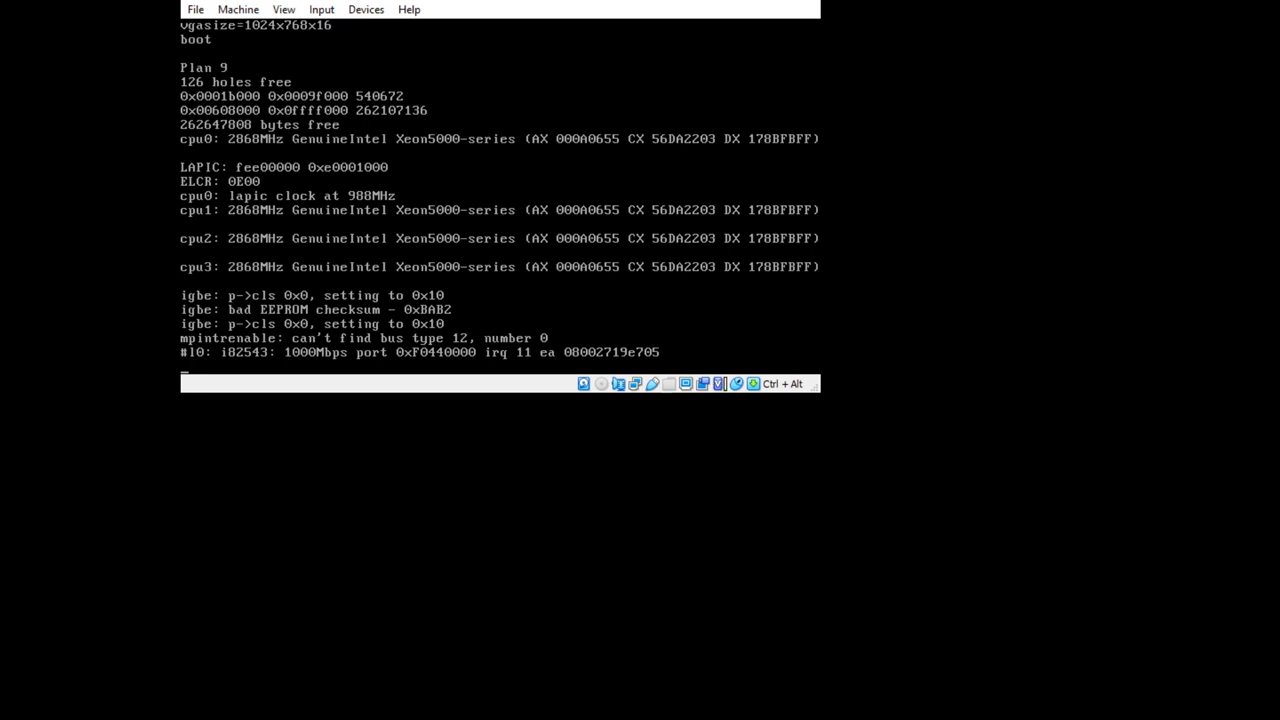 File Machine View Input Devices Help
vgasize=1024x768x16
boot
Plan 9
126 holes free
0x0001b000 0x0009f000 540672
0x00608000 0x0ffff000 262107136
262647808 bytes free
cpu0: 2868MHz GenuineIntel Xeon5000-series (AX 000A0655 CX 56DA2203 DX 178BFBFF)
LAPIC: fee00000 0xe0001000
ELCR: 0E00
cpu0: lapic clock at 988MHz
cpu1: 2868MHz GenuineIntel Xeon5000-series (AX 000A0655 CX 56DA2203 DX 178BFBFF)
cpu2: 2868MHz GenuineIntel Xeon5000-series (AX 000A0655 CX 56DA2203 DX 178BFBFF)
cpu3: 2868MHz GenuineIntel Xeon5000-series (AX 000A0655 CX 56DA2203 DX 178BFBFF)
igbe: p->cls 0x0, setting to 0x10
igbe: bad EEPROM checksum - 0xBAB2
igbe: p->cls 0x0, setting to 0x10
mpintrenable: can't find bus type 12, number 0
#l0: i82543: 1000Mbps port 0xF0440000 irq 11 ea 08002719e705
_
Ctrl + Alt